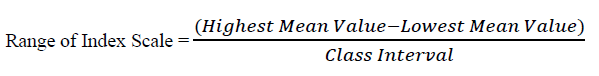 Range of Index Scale = (Highest Mean Value−Lowest Mean Value)
Class Interval